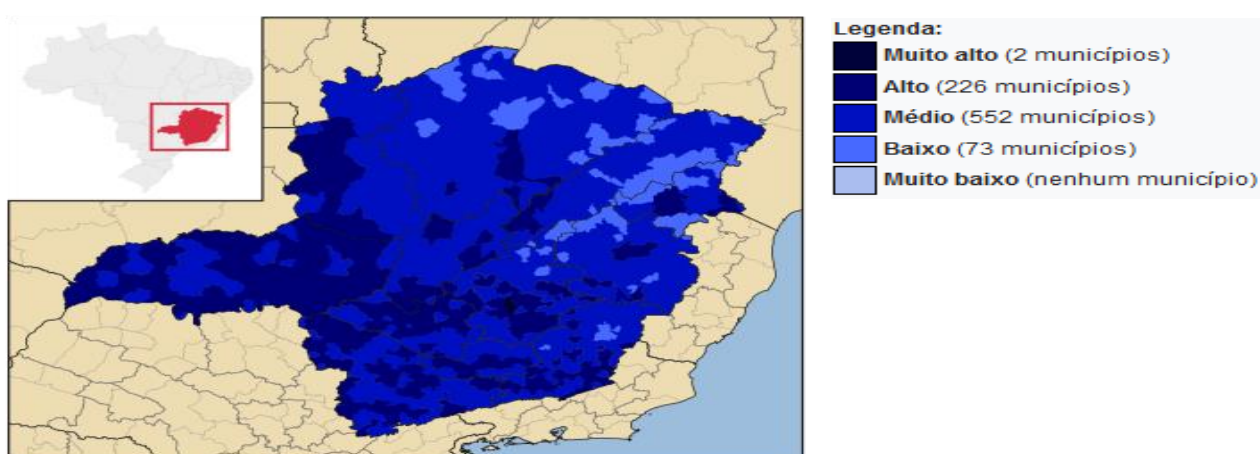 Legenda:
Muito alto (2 municípios)
Alto (226 municípios)
Médio (552 municípios)
Baixo (73 municípios)
Muito baixo (nenhum município)